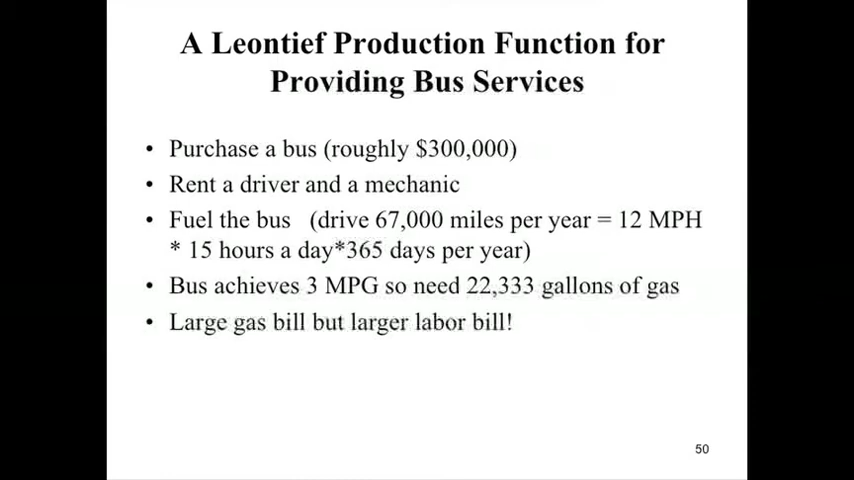 A Leontief Production Function for
Providing Bus Services
• Purchase a bus (roughly $300,000)
• Rent a driver and a mechanic
• Fuel the bus (drive 67,000 miles per year = 12 MPH
* 15 hours a day*365 days per year)
• Bus achieves 3 MPG so need 22,333 gallons of gas
• Large gas bill but larger labor bill!
50